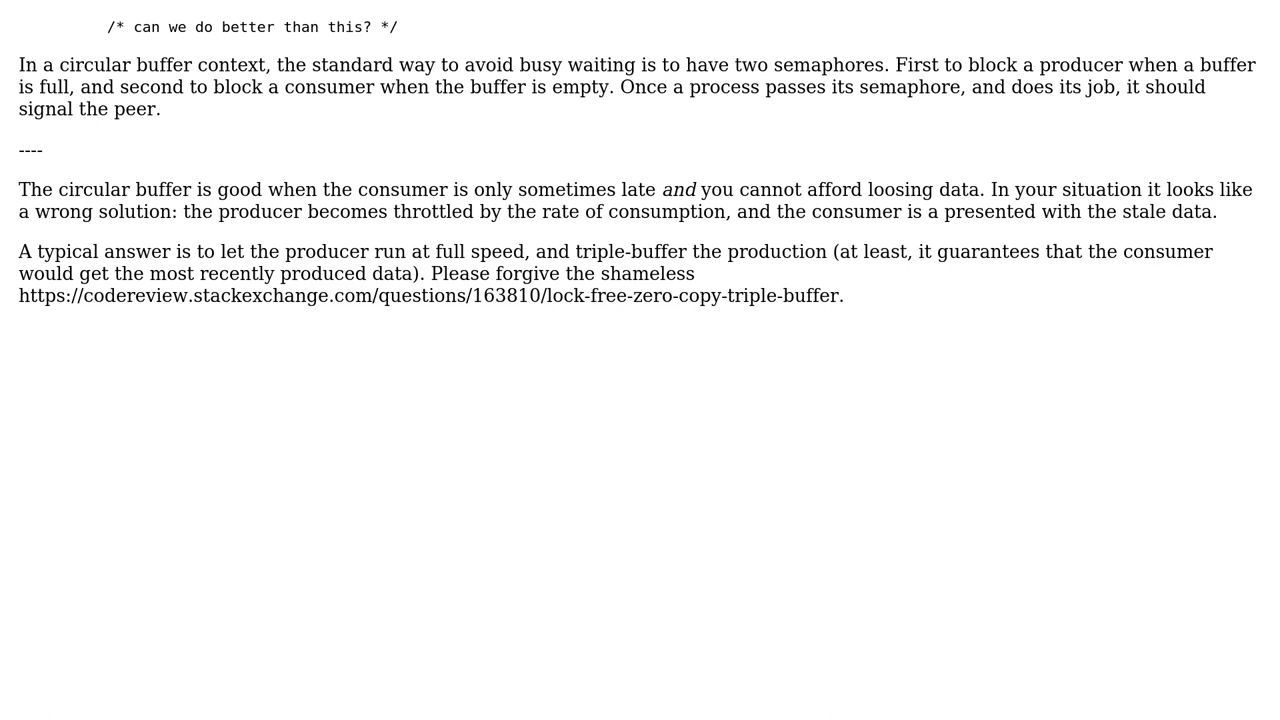 /* can we do better than this? */
In a circular buffer context, the standard way to avoid busy waiting is to have two semaphores. First to block a producer when a buffer
is full, and second to block a consumer when the buffer is empty. Once a process passes its semaphore, and does its job, it should
signal the peer.
----
The circular buffer is good when the consumer is only sometimes late and you cannot afford loosing data. In your situation it looks like
a wrong solution: the producer becomes throttled by the rate of consumption, and the consumer is a presented with the stale data.
A typical answer is to let the producer run at full speed, and triple-buffer the production (at least, it guarantees that the consumer
would get the most recently produced data). Please forgive the shameless
https://codereview.stackexchange.com/questions/163810/lock-free-zero-copy-triple-buffer.